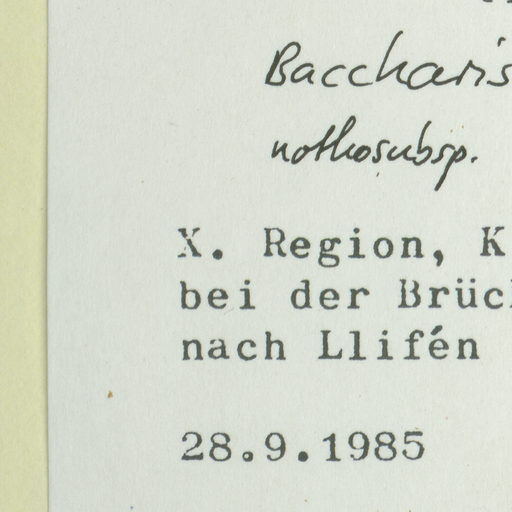 Baccharis
nothosubsp.
X. Region, K
bei der Brüc
nach Llifén
28.9.1985